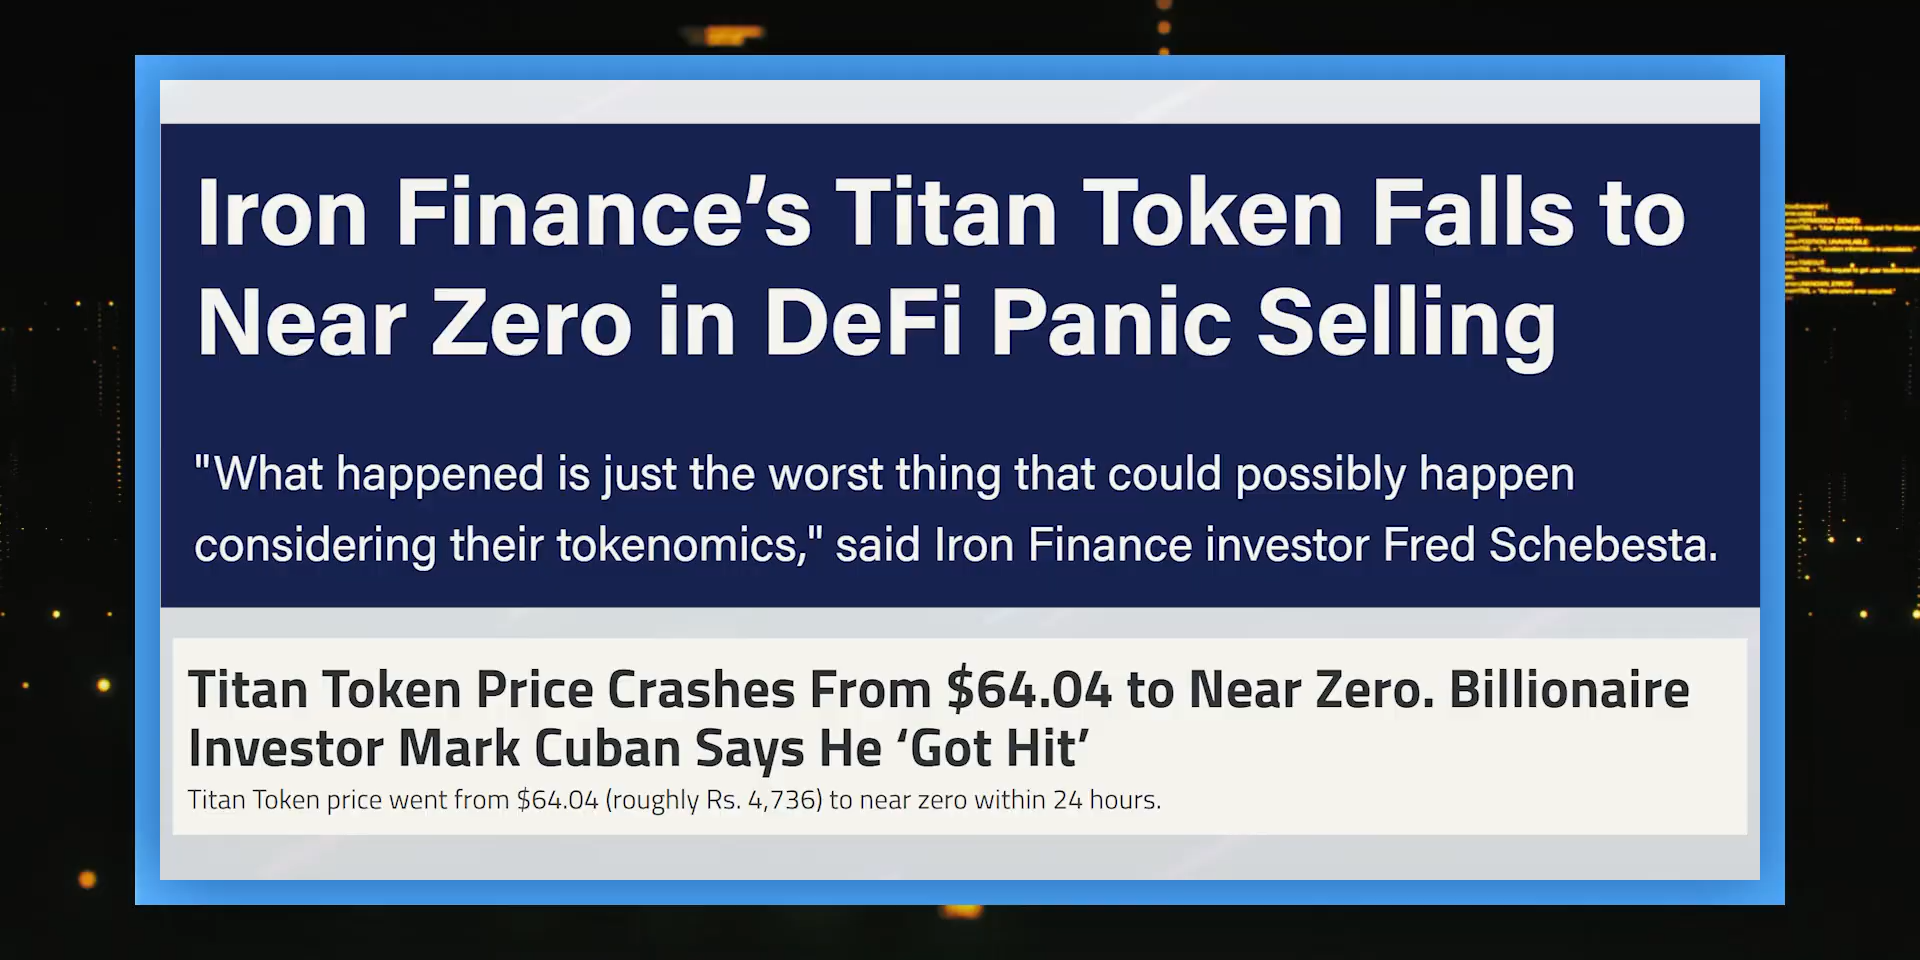 Iron Finance’s Titan Token Falls to
Near Zero in DeFi Panic Selling
"What happened is just the worst thing that could possibly happen
considering their tokenomics," said Iron Finance investor Fred Schebesta.
Titan Token Price Crashes From $64.04 to Near Zero. Billionaire
Investor Mark Cuban Says He ‘Got Hit’
Titan Token price went from $64.04 (roughly Rs. 4,736) to near zero within 24 hours.